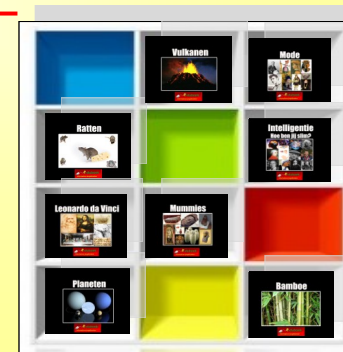 Vulkanen
Mode
Ratten
Intelligentie
Hoe ben jij slim?
Leonardo da Vinci
Mummies
Planeten
Bamboe